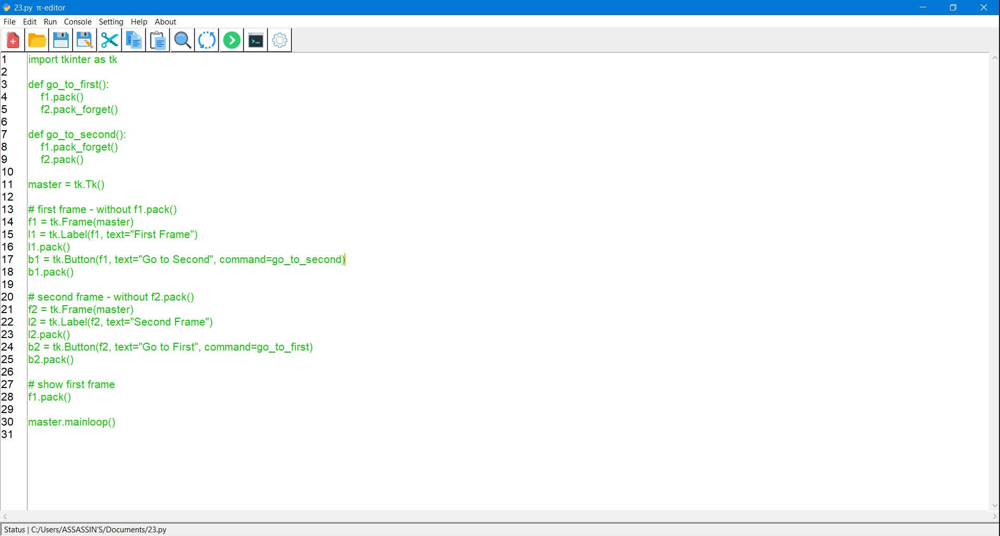 23.py π-editor
File Edit Run Console Setting Help About
1 import tkinter as tk
2
3 def go_to_first():
4     f1.pack()
5     f2.pack_forget()
6
7 def go_to_second():
8     f1.pack_forget()
9     f2.pack()
10
11 master = tk.Tk()
12
13 # first frame - without f1.pack()
14 f1 = tk.Frame(master)
15 l1 = tk.Label(f1, text="First Frame")
16 l1.pack()
17 b1 = tk.Button(f1, text="Go to Second", command=go_to_second)
18 b1.pack()
19
20 # second frame - without f2.pack()
21 f2 = tk.Frame(master)
22 l2 = tk.Label(f2, text="Second Frame")
23 l2.pack()
24 b2 = tk.Button(f2, text="Go to First", command=go_to_first)
25 b2.pack()
26
27 # show first frame
28 f1.pack()
29
30 master.mainloop()
31
Status | C:/Users/ASSASSIN'S/Documents/23.py